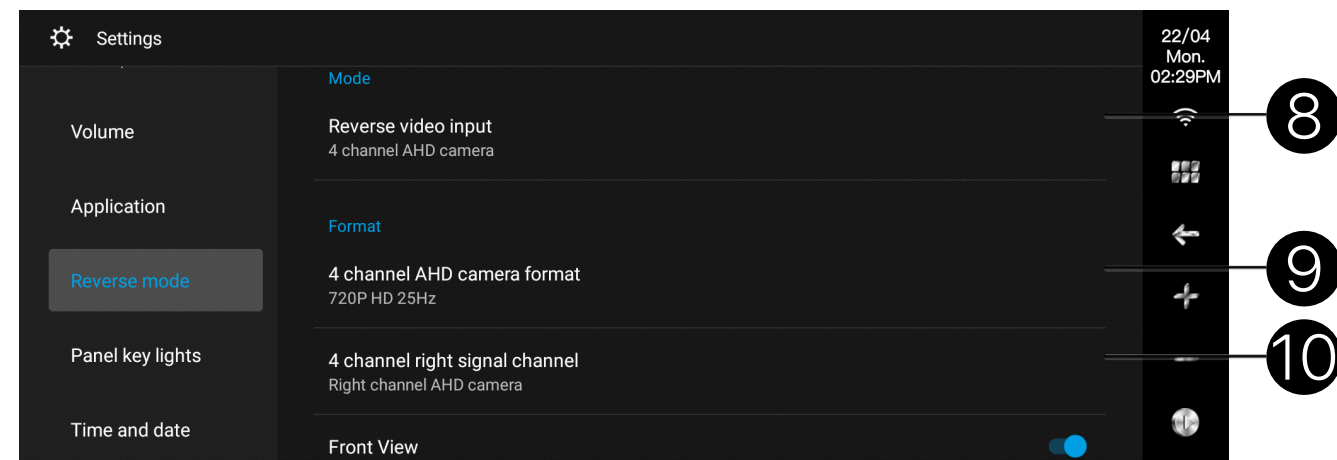 Settings
22/04
Mon.
02:29PM
Volume
Application
Reverse mode
Panel key lights
Time and date
Mode
Reverse video input
4 channel AHD camera
Format
4 channel AHD camera format
720P HD 25Hz
4 channel right signal channel
Right channel AHD camera
Front View
8
9
10